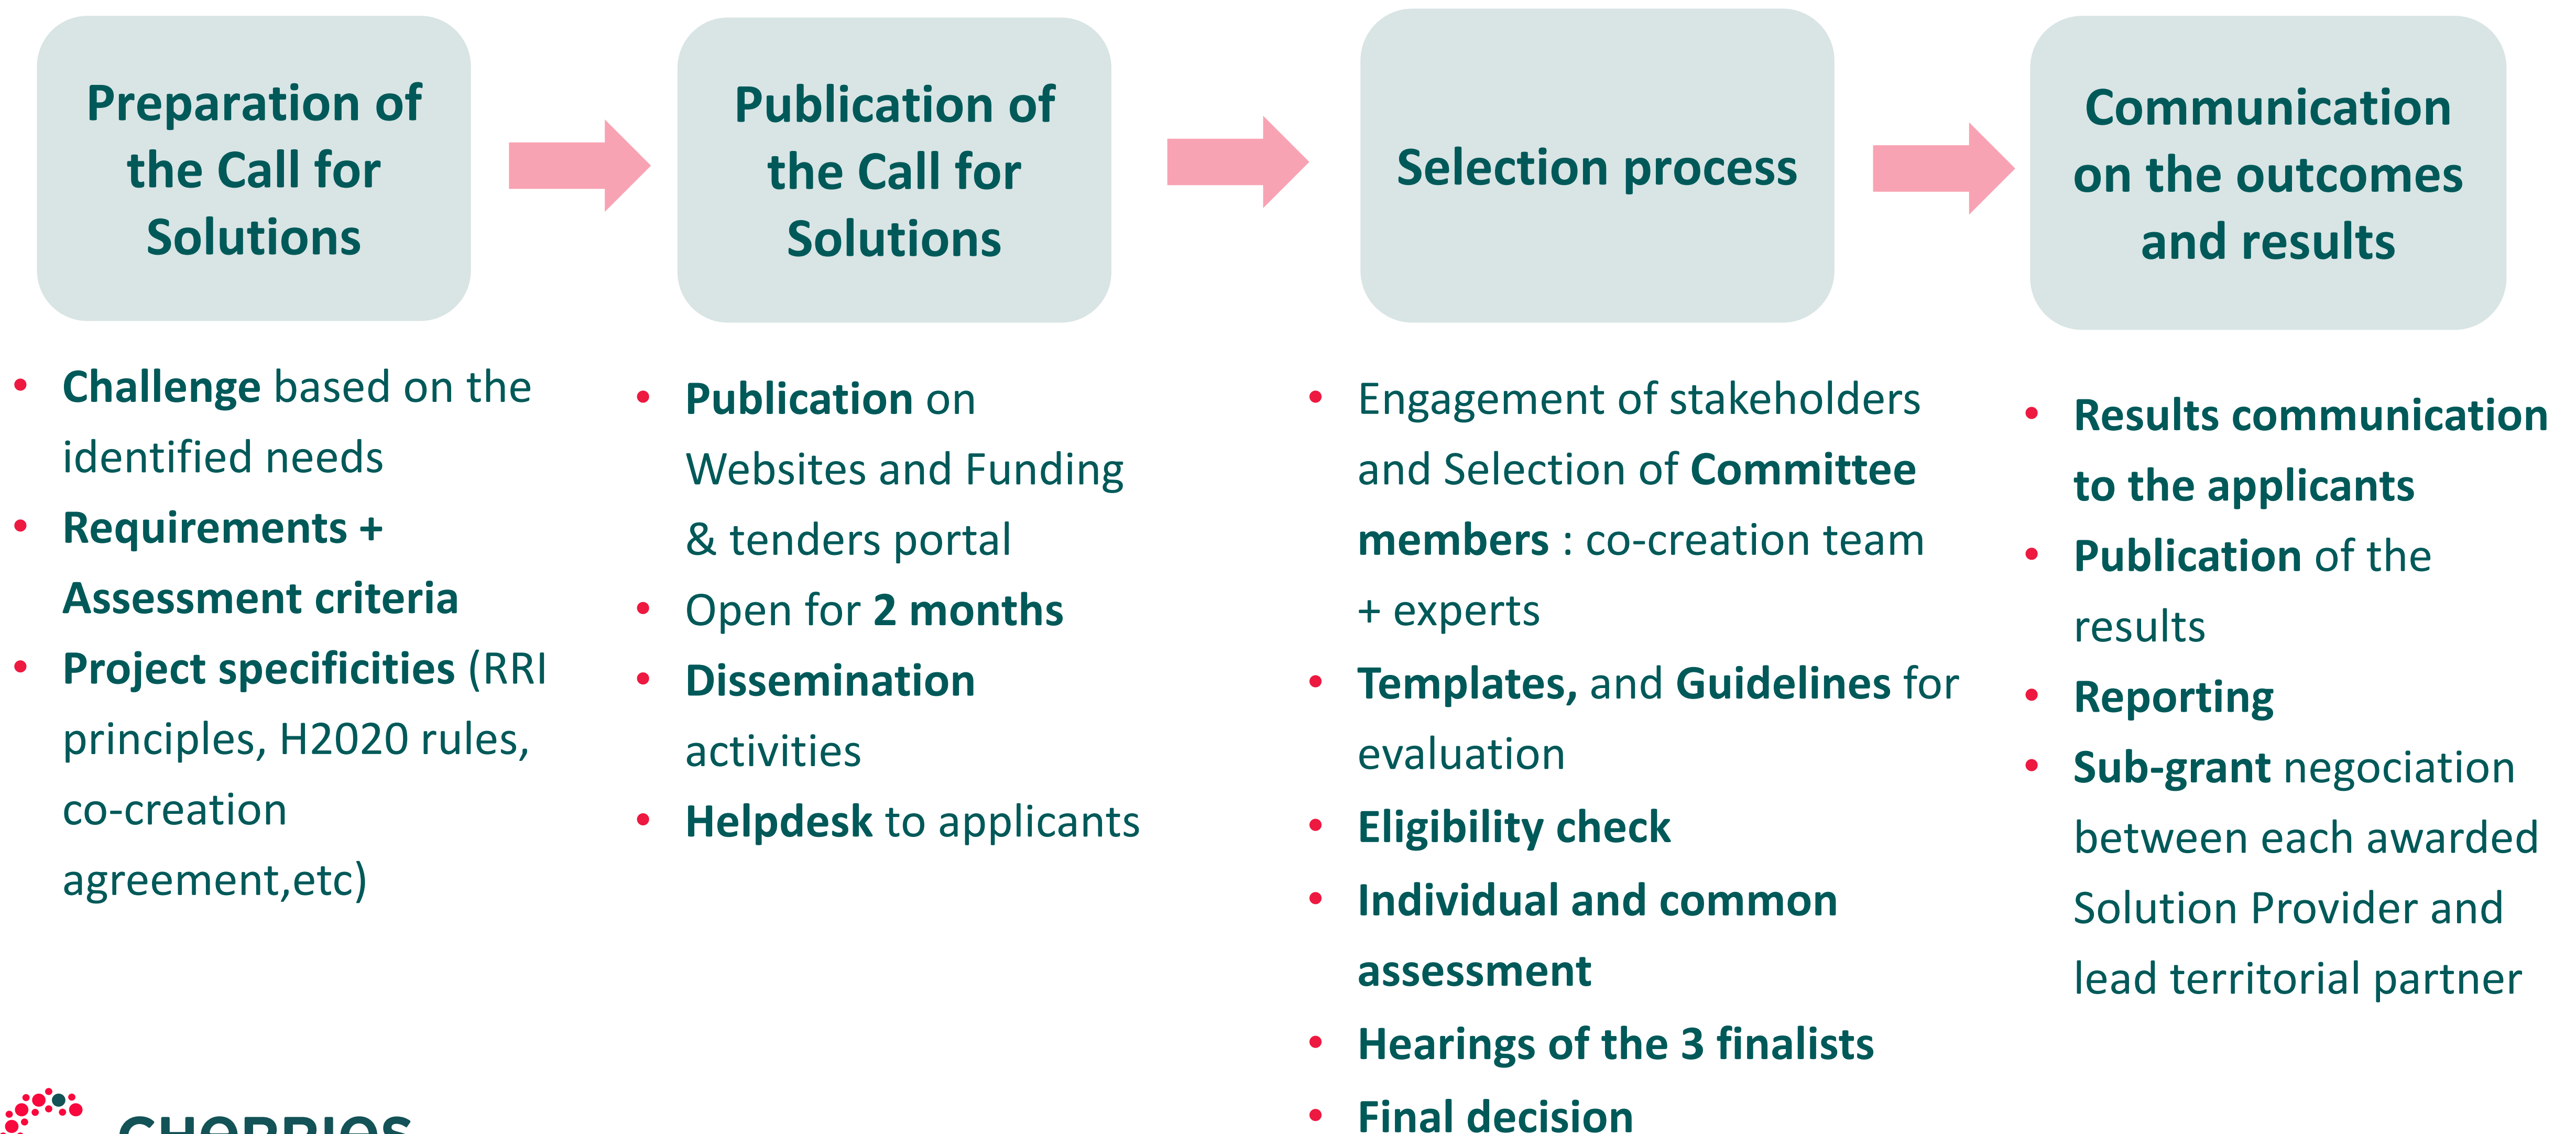 Preparation of
the Call for
Solutions
Publication of
the Call for
Solutions
Selection process
Communication
on the outcomes
and results
• Challenge based on the
identified needs
• Requirements +
Assessment criteria
• Project specificities (RRI
principles, H2020 rules,
co-creation
agreement,etc)
• Publication on
Websites and Funding
& tenders portal
• Open for 2 months
• Dissemination
activities
• Helpdesk to applicants
• Engagement of stakeholders
and Selection of Committee
members : co-creation team
+ experts
• Templates, and Guidelines for
evaluation
• Eligibility check
• Individual and common
assessment
• Hearings of the 3 finalists
• Final decision
• Results communication
to the applicants
• Publication of the
results
• Reporting
• Sub-grant negociation
between each awarded
Solution Provider and
lead territorial partner
CHERRIES